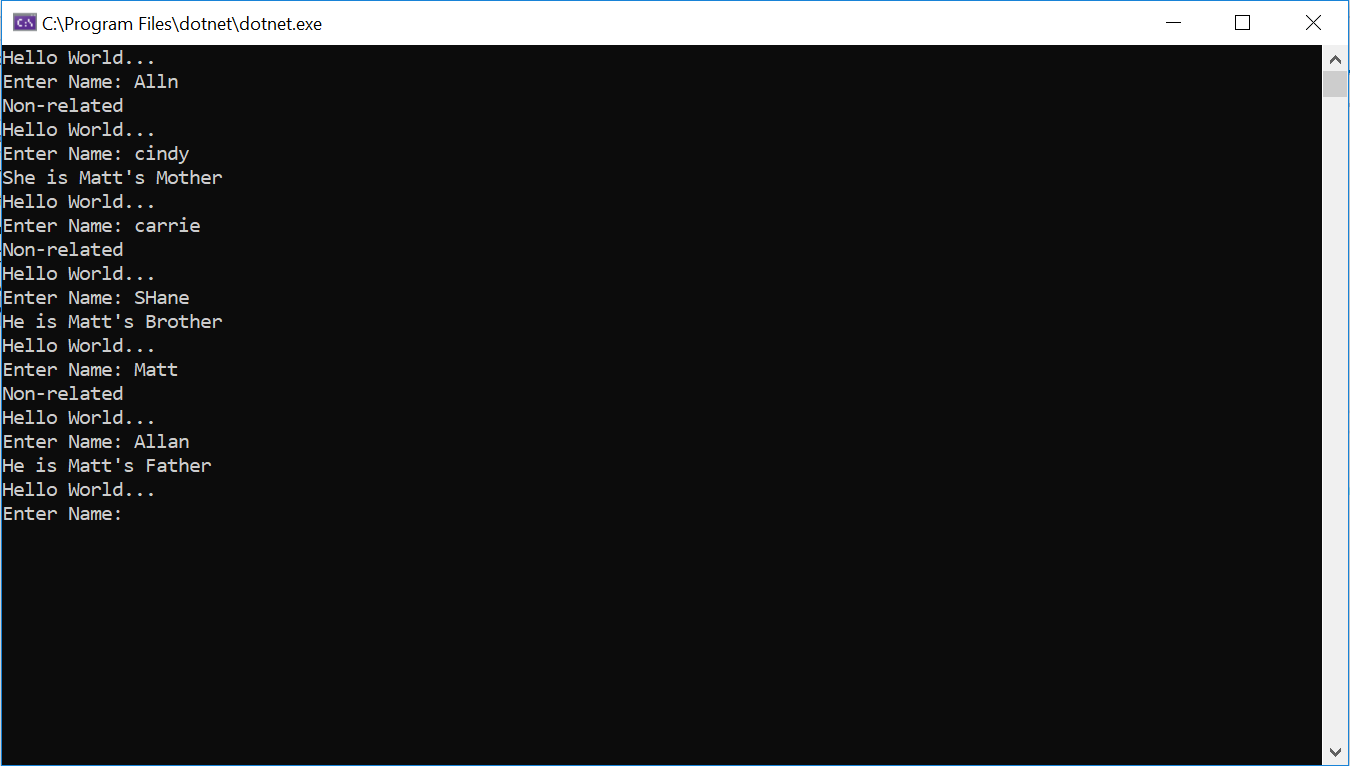 C:\Program Files\dotnet\dotnet.exe
Hello World...
Enter Name: Alln
Non-related
Hello World...
Enter Name: cindy
She is Matt's Mother
Hello World...
Enter Name: carrie
Non-related
Hello World...
Enter Name: SHane
He is Matt's Brother
Hello World...
Enter Name: Matt
Non-related
Hello World...
Enter Name: Allan
He is Matt's Father
Hello World...
Enter Name: